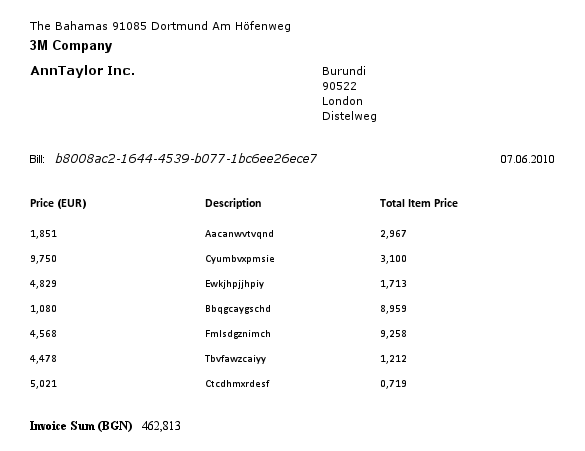 The Bahamas 91085 Dortmund Am Höfenweg
3M Company
AnnTaylor Inc.
Burundi
90522
London
Distelweg
Bill: b8008ac2-1644-4539-b077-1bc6ee26ece7 07.06.2010
Price (EUR) Description Total Item Price
1,851 Aacanwvtvqnd 2,967
9,750 Cyumbvxpmsie 3,100
4,829 Ewkjhpjjhpiy 1,713
1,080 Bbqgcaygschd 8,959
4,568 Fmlsdgznimch 9,258
4,478 Tbvfawzcaiyy 1,212
5,021 Ctcdhmxrdesf 0,719
Invoice Sum (BGN) 462,813